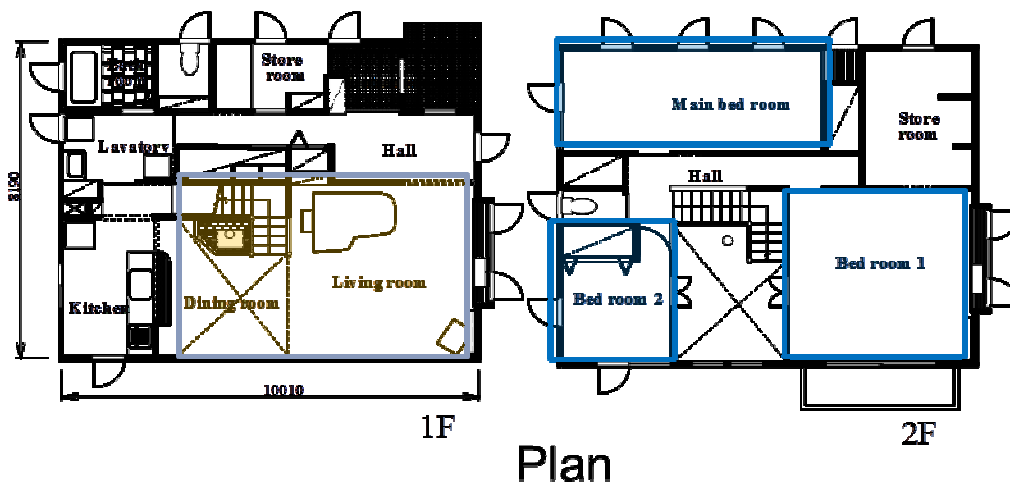 Store
room
Lavatory
Hall
8190
Living room
Dining room
Kitchen
10010
1F
Main bed room
Store
room
Hall
Bed room 1
Bed room 2
2F
Plan